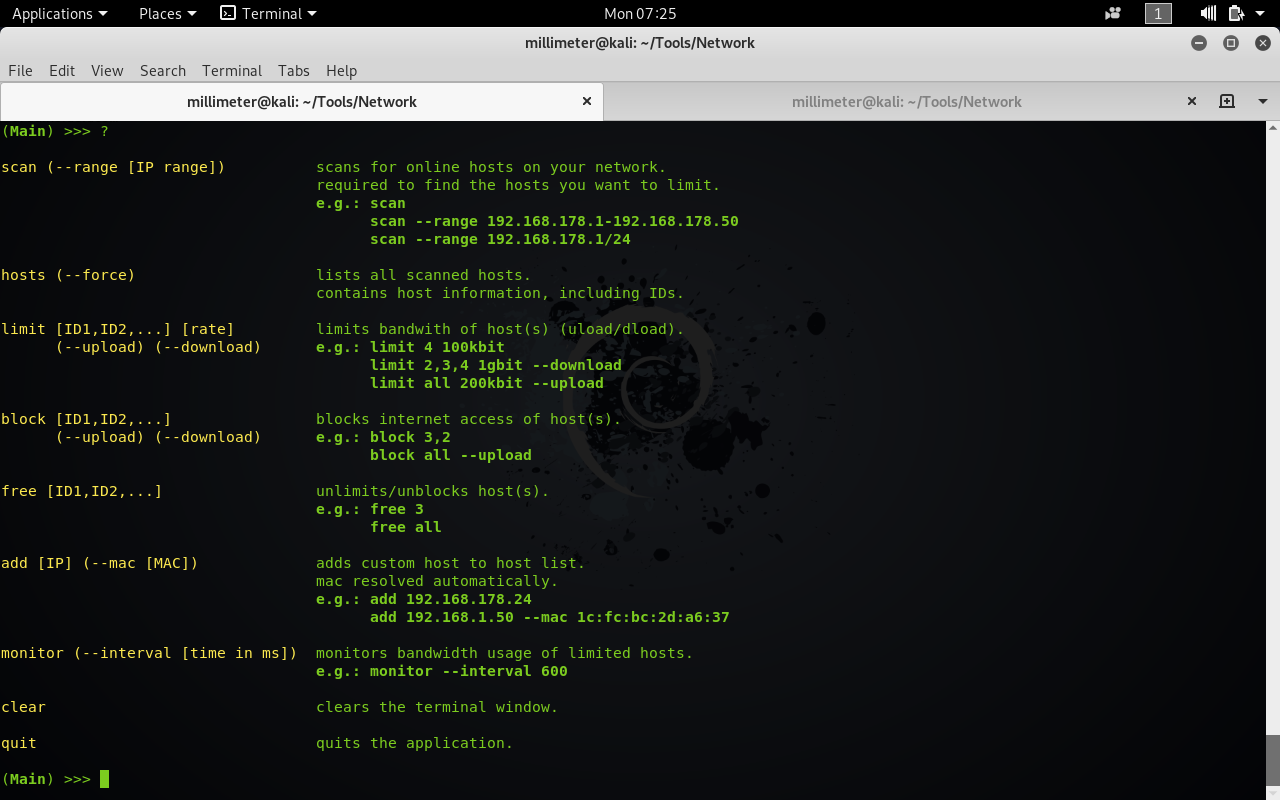 Applications Places Terminal Mon 07:25 1
millimeter@kali: ~/Tools/Network
File Edit View Search Terminal Tabs Help
millimeter@kali: ~/Tools/Network millimeter@kali: ~/Tools/Network
(Main) >>> ?
scan (--range [IP range]) scans for online hosts on your network.
required to find the hosts you want to limit.
e.g.: scan
scan --range 192.168.178.1-192.168.178.50
scan --range 192.168.178.1/24
hosts (--force) lists all scanned hosts.
contains host information, including IDs.
limit [ID1,ID2,...] [rate] limits bandwith of host(s) (uload/dload).
(--upload) (--download) e.g.: limit 4 100kbit
limit 2,3,4 1gbit --download
limit all 200kbit --upload
block [ID1,ID2,...] blocks internet access of host(s).
(--upload) (--download) e.g.: block 3,2
block all --upload
free [ID1,ID2,...] unlimits/unblocks host(s).
e.g.: free 3
free all
add [IP] (--mac [MAC]) adds custom host to host list.
mac resolved automatically.
e.g.: add 192.168.178.24
add 192.168.1.50 --mac 1c:fc:bc:2d:a6:37
monitor (--interval [time in ms]) monitors bandwidth usage of limited hosts.
e.g.: monitor --interval 600
clear clears the terminal window.
quit quits the application.
(Main) >>>